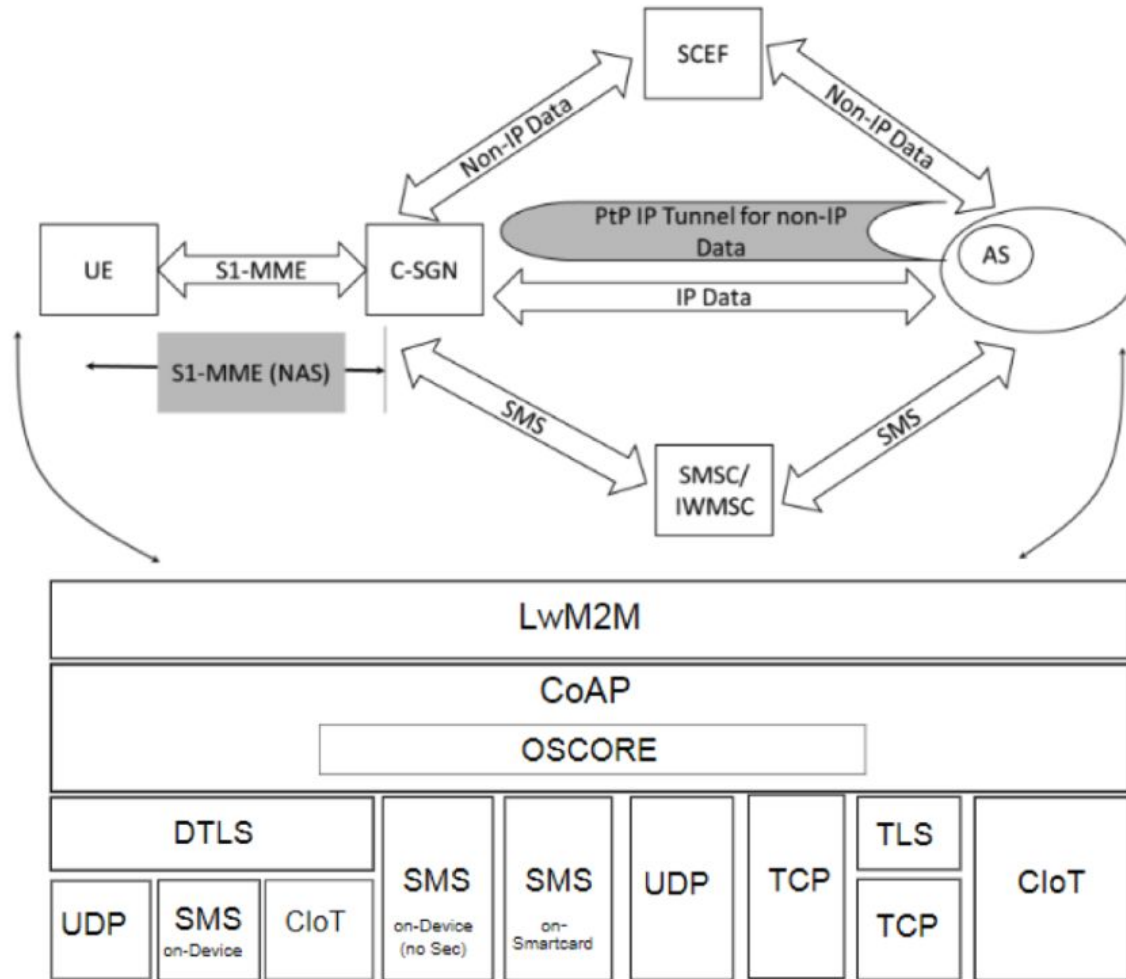 SCEF
Non-IP Data
Non-IP Data
PtP IP Tunnel for non-IP
Data
UE
S1-MME
C-SGN
AS
IP Data
S1-MME (NAS)
SMS
SMS
SMSC/
IWMSC
LwM2M
CoAP
OSCORE
DTLS
UDP
SMS
on-Device
CIoT
SMS
on-Device
(no Sec)
SMS
on-
Smartcard
UDP
TCP
TLS
TCP
CIoT